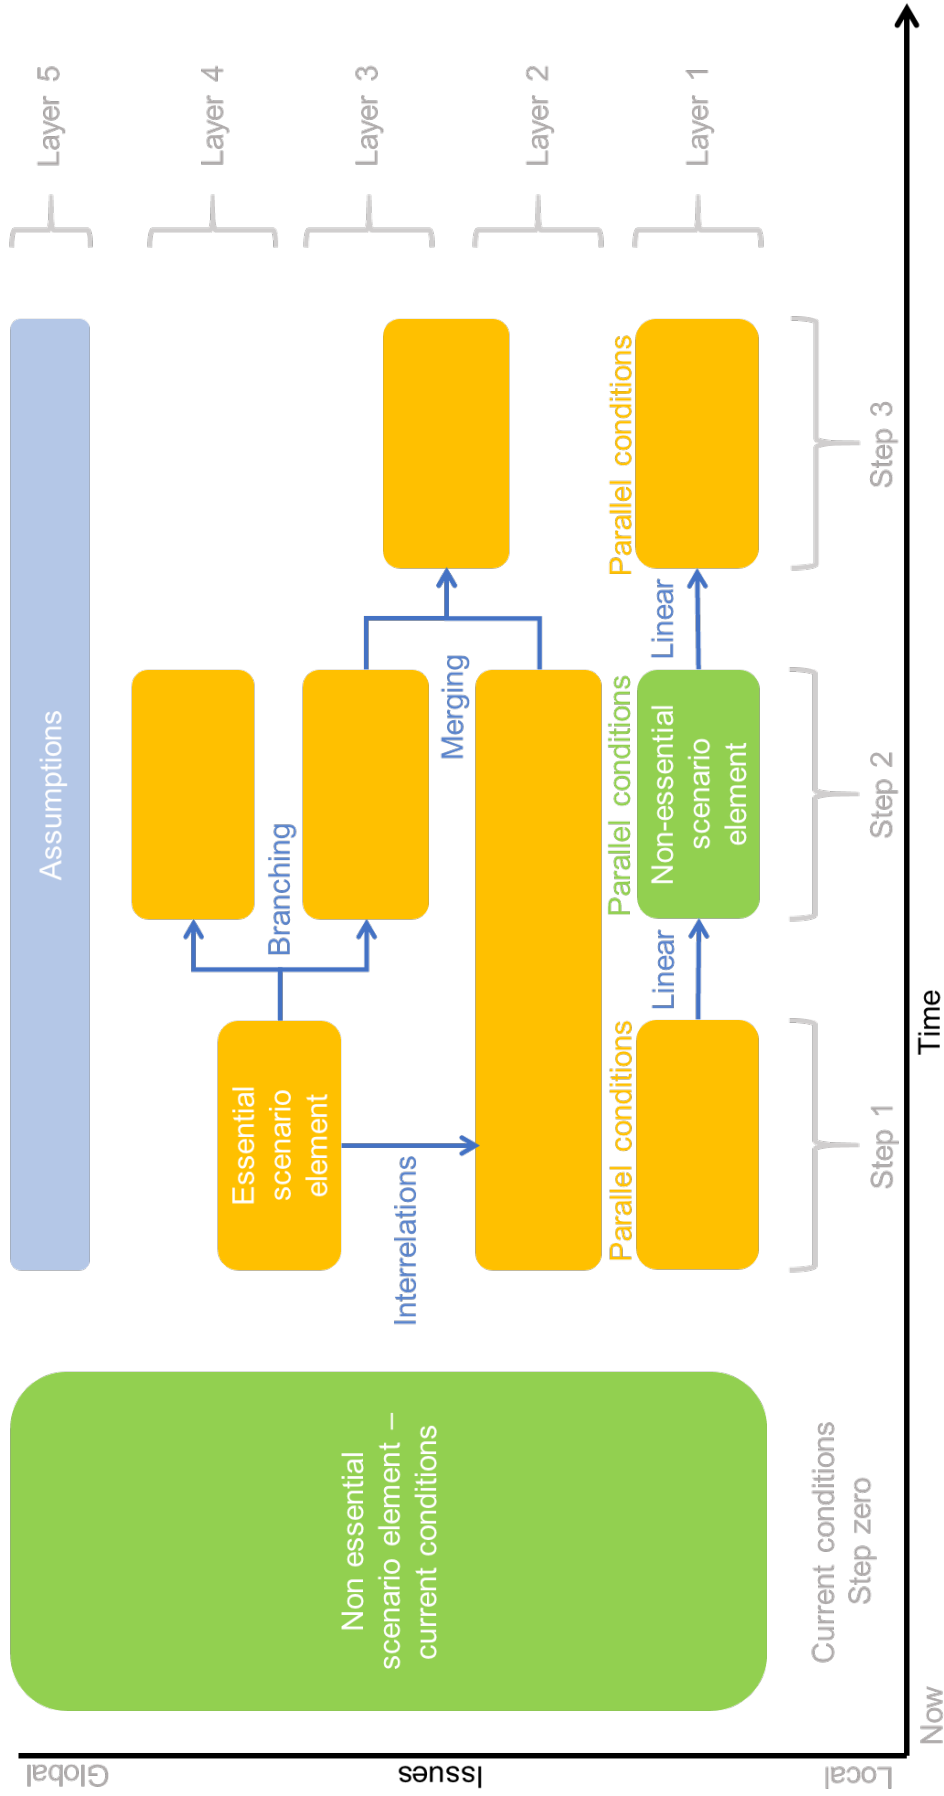 Global
Issues
Local
Assumptions
Layer 5
Layer 4
Layer 3
Layer 2
Layer 1
Non essential
scenario element –
current conditions
Essential
scenario
element
Branching
Interrelations
Merging
Parallel conditions
Parallel conditions
Parallel conditions
Linear
Non-essential
scenario
element
Linear
Current conditions
Step zero
Step 1
Step 2
Step 3
Now
Time